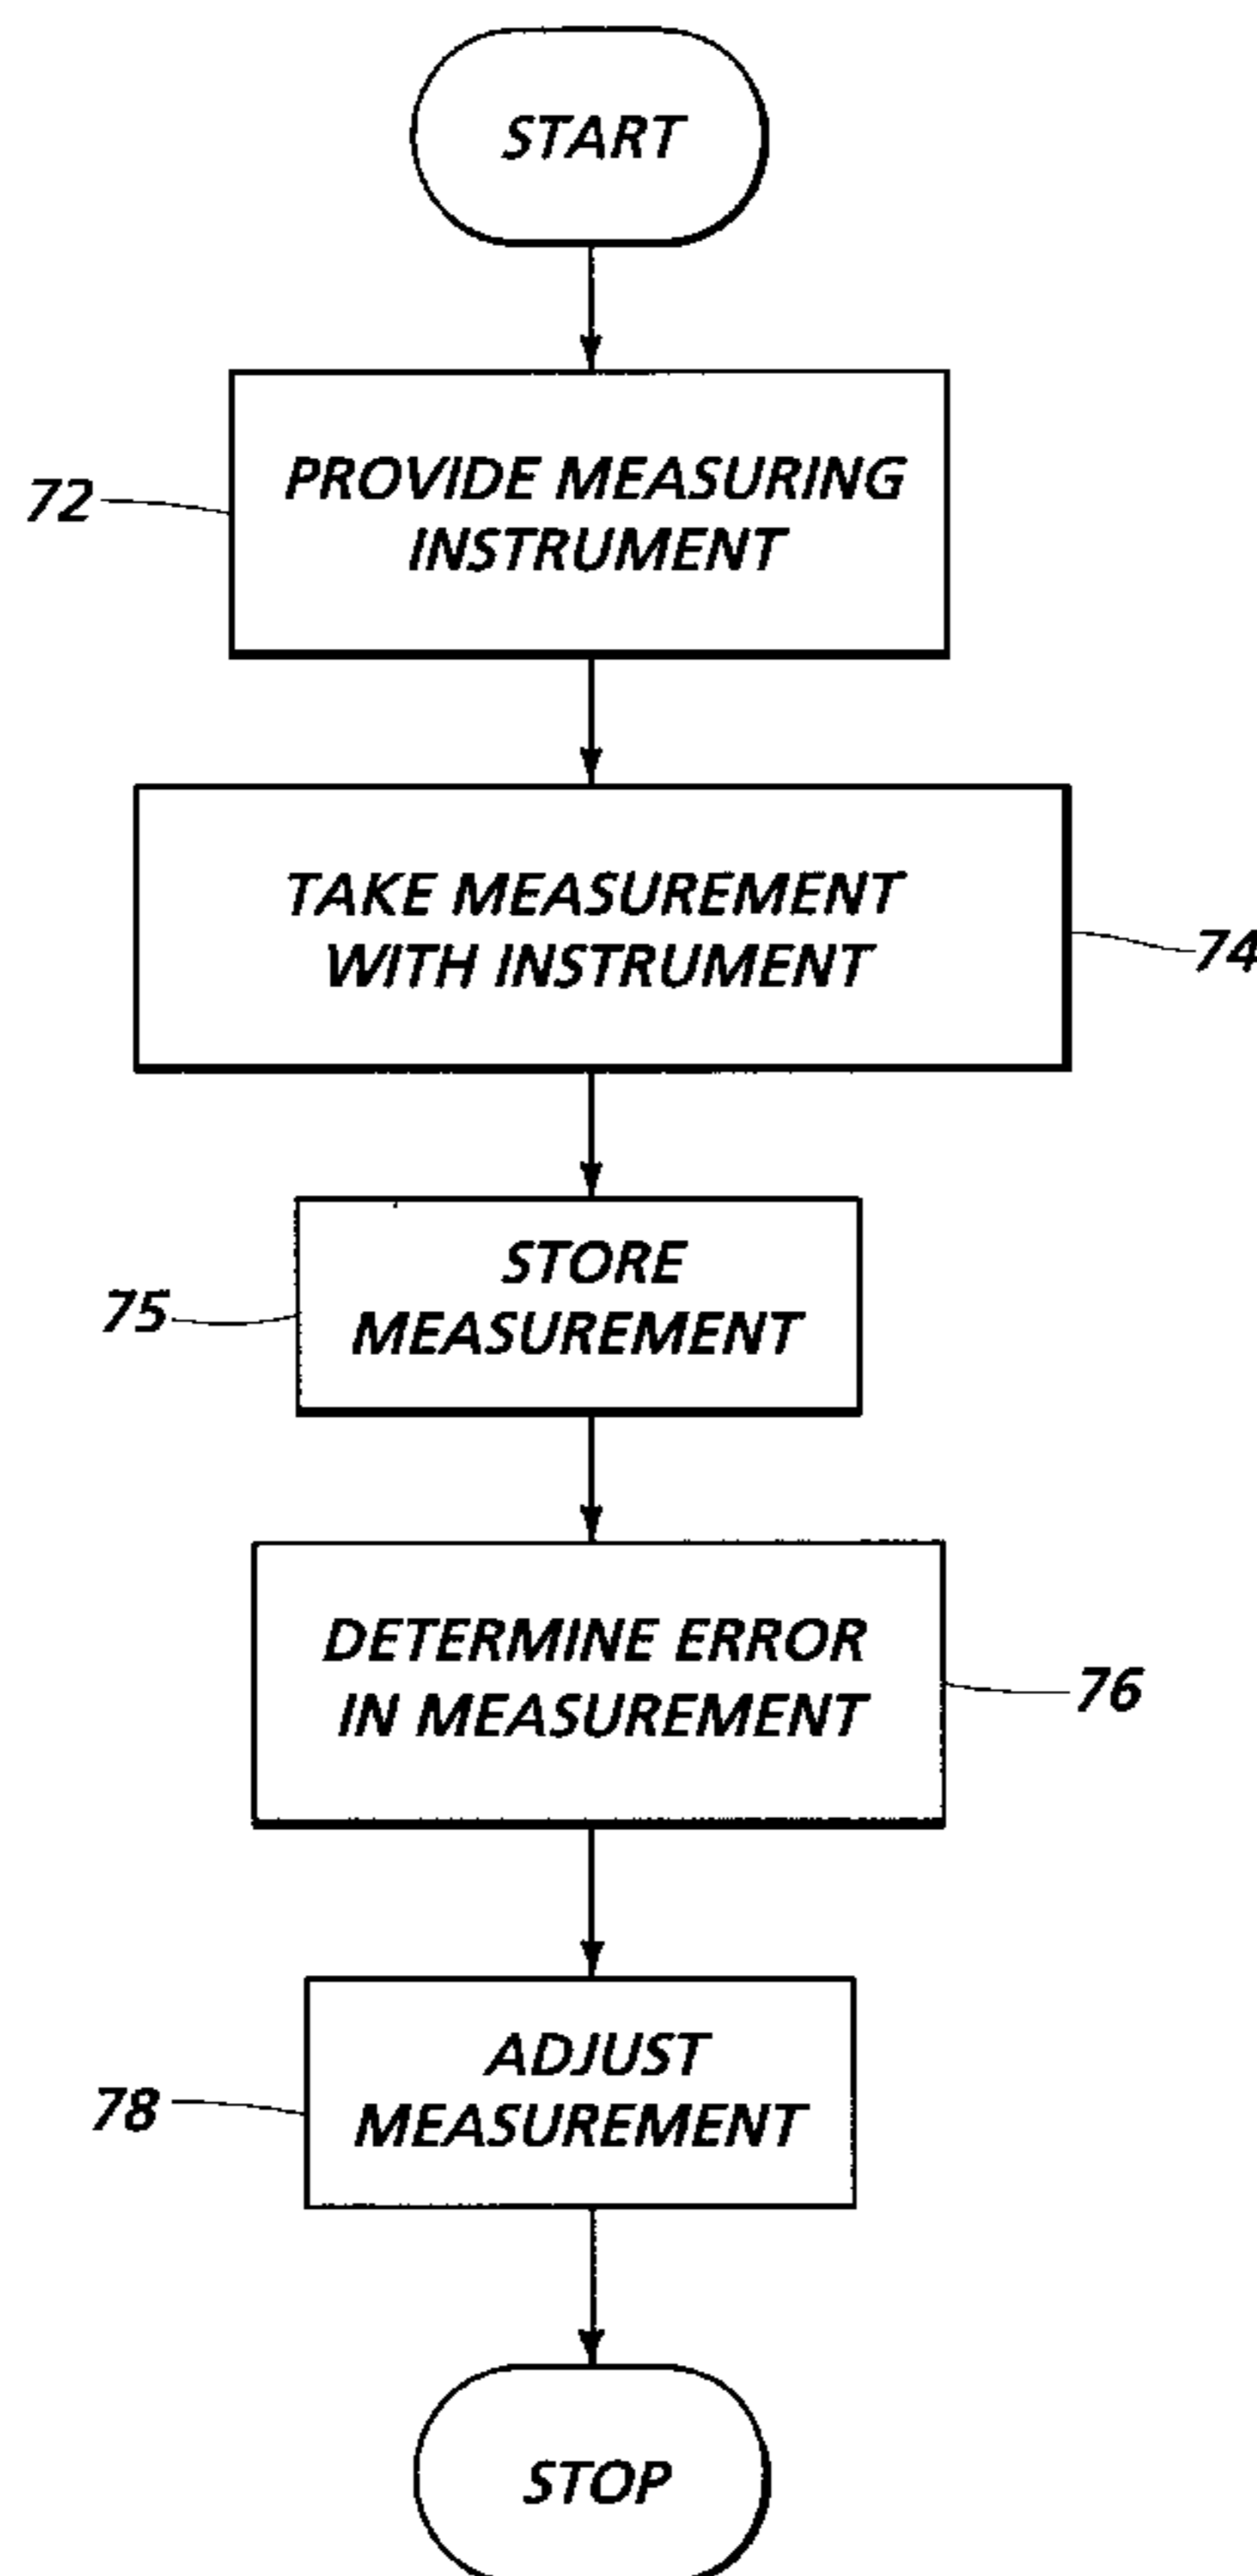 START
PROVIDE MEASURING
INSTRUMENT
72
TAKE MEASUREMENT
WITH INSTRUMENT
74
STORE
MEASUREMENT
75
DETERMINE ERROR
IN MEASUREMENT
76
ADJUST
MEASUREMENT
78
STOP